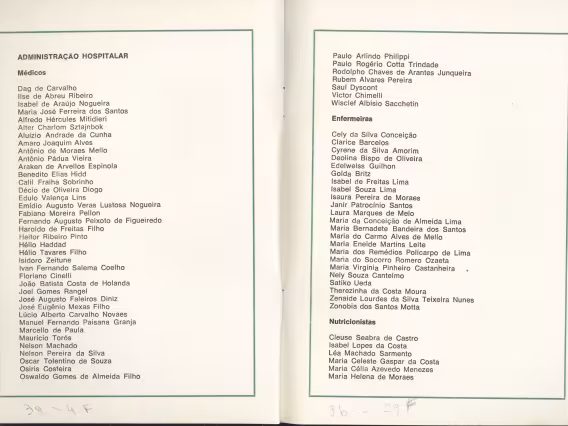 ADMINISTRAÇÃO HOSPITALAR
Médicos
Dag de Carvalho
Ilse de Abreu Ribeiro
Isabel de Araújo Nogueira
Maria José Ferreira dos Santos
Alfredo Hércules Mitidieri
Alter Charlom Sztajnbok
Aluizio Andrade da Cunha
Amaro Joaquim Alves
Antônio de Moraes Mello
Antônio Pádua Vieira
Araken de Arvellos Espinola
Benedito Elias Hidd
Calil Fraiha Sobrinho
Décio de Oliveira Diogo
Edulo Valença Lins
Emídio Augusto Veras Lustosa Nogueira
Fabiano Moreira Pellon
Fernando Augusto Peixoto de Figueiredo
Haroldo de Freitas Filho
Heitor Ribeiro Pinto
Hélio Haddad
Hélio Tavares Filho
Isidoro Zeitune
Ivan Fernando Salema Coelho
Floriano Cinelli
João Batista Costa de Holanda
Joel Gomes Rangel
José Augusto Faleiros Diniz
José Eugênio Mexas Filho
Lúcio Alberto Carvalho Novaes
Manuel Fernando Paisana Granja
Marcello de Paula
Maurício Torós
Nelson Machado
Nelson Pereira da Silva
Oscar Tolentino de Souza
Osíris Costeira
Oswaldo Gomes de Almeida Filho
Paulo Arlindo Philippi
Paulo Rogério Cotta Trindade
Rodolpho Chaves de Arantes Junqueira
Rubem Alvares Pereira
Saul Dyscont
Victor Chimelli
Wiaclef Albisio Sacchetin
Enfermeiras
Cely da Silva Conceição
Clarice Barcelos
Cyrene da Silva Amorim
Deolina Bispo de Oliveira
Edelweiss Guilhon
Golda Britz
Isabel de Freitas Lima
Isabel Souza Lima
Isaura Pereira de Moraes
Janir Patrocínio Santos
Laura Marques de Melo
Maria da Conceição de Almeida Lima
Maria Bernadete Bandeira dos Santos
Maria do Carmo Alves de Mello
Maria Eneide Martins Leite
Maria dos Remédios Policarpo de Lima
Maria do Socorro Romero Ozaeta
Maria Virgínia Pinheiro Castanheira
Nely Souza Cantelmo
Satiko Ueda
Therezinha da Costa Moura
Zenaide Lourdes da Silva Teixeira Nunes
Zonobia dos Santos Motta
Nutricionistas
Cleuse Seabra de Castro
Isabel Lopes da Costa
Léa Machado Sarmento
Maria Celeste Gaspar da Costa
Maria Célia Azevedo Menezes
Maria Helena de Moraes